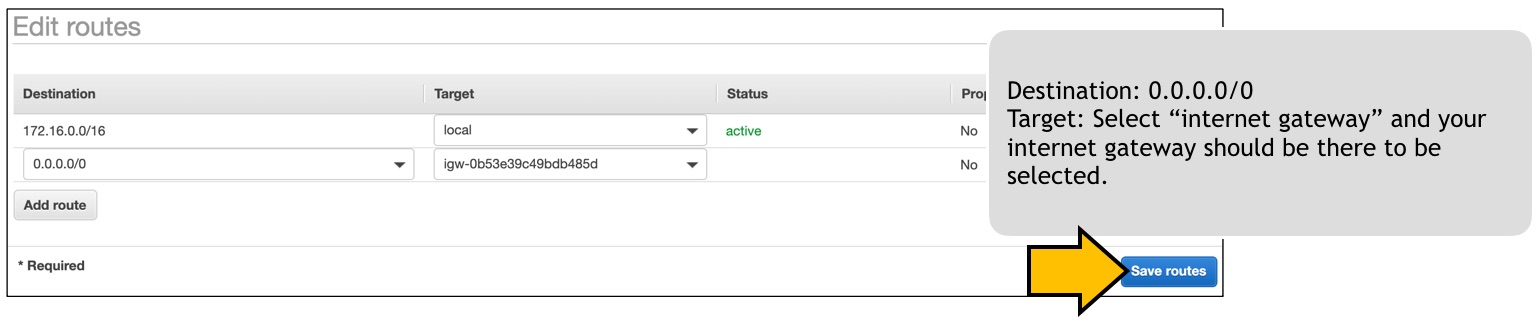 Edit routes
Destination Target Status
172.16.0.0/16 local active No
0.0.0.0/0 igw-0b53e39c49bdb485d No
Add route
* Required
Save routes
Destination: 0.0.0.0/0
Target: Select “internet gateway” and your
internet gateway should be there to be
selected.